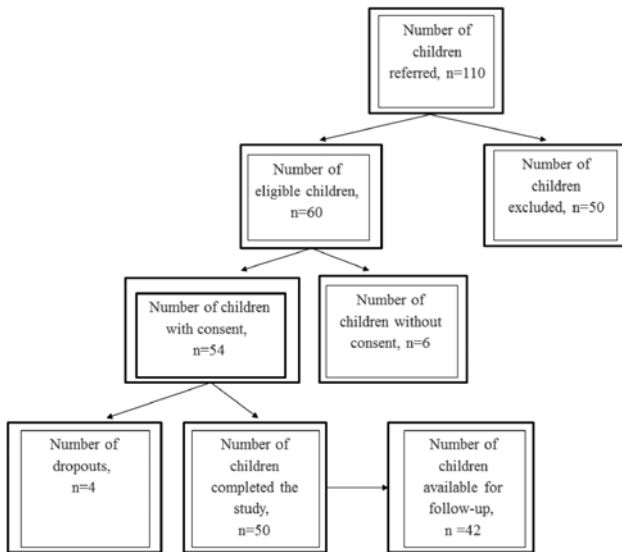 Number of
children
referred, n=110
Number of
eligible children,
n=60
Number of
children
excluded, n=50
Number of children
with consent,
n=54
Number of
children without
consent, n=6
Number of
dropouts,
n=4
Number of
children
completed the
study,
n=50
Number of
children
available for
follow-up,
n =42